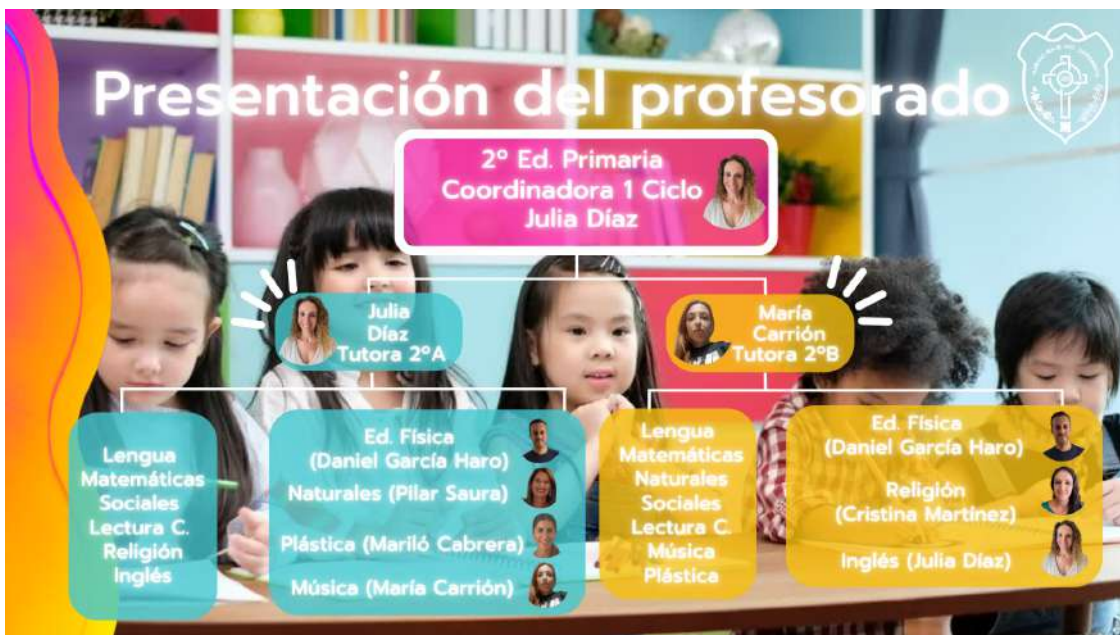 Presentación del profesorado
2º Ed. Primaria
Coordinadora 1 Ciclo
Julia Díaz
Julia
Díaz
Tutora 2ºA
María
Carrión
Tutora 2ºB
Lengua
Matemáticas
Sociales
Lectura C.
Religión
Inglés
Ed. Física
(Daniel García Haro)
Naturales (Pilar Saura)
Plástica (Mariló Cabrera)
Música (María Carrión)
Lengua
Matemáticas
Naturales
Sociales
Lectura C.
Música
Plástica
Ed. Física
(Daniel García Haro)
Religión
(Cristina Martínez)
Inglés (Julia Díaz)